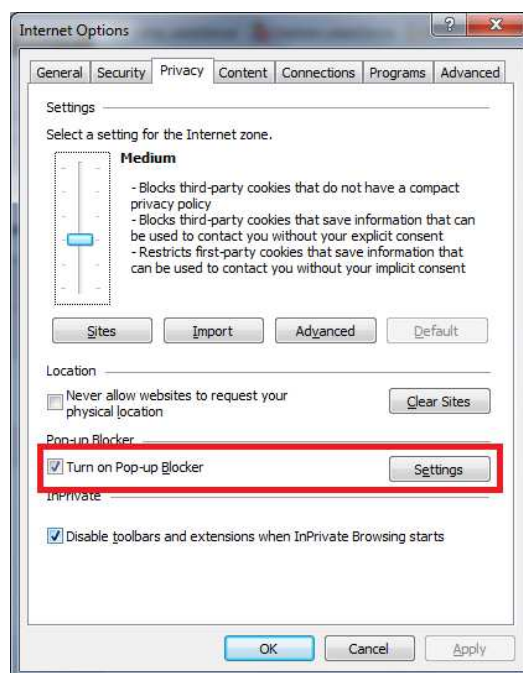 Internet Options
?
X
General Security Privacy Content Connections Programs Advanced
Settings
Select a setting for the Internet zone.
Medium
- Blocks third-party cookies that do not have a compact
privacy policy
- Blocks third-party cookies that save information that can
be used to contact you without your explicit consent
- Restricts first-party cookies that save information that
can be used to contact you without your implicit consent
Sites Import Advanced Default
Location
Never allow websites to request your
physical location
Clear Sites
Pop-up Blocker
Turn on Pop-up Blocker Settings
InPrivate
Disable toolbars and extensions when InPrivate Browsing starts
OK Cancel Apply